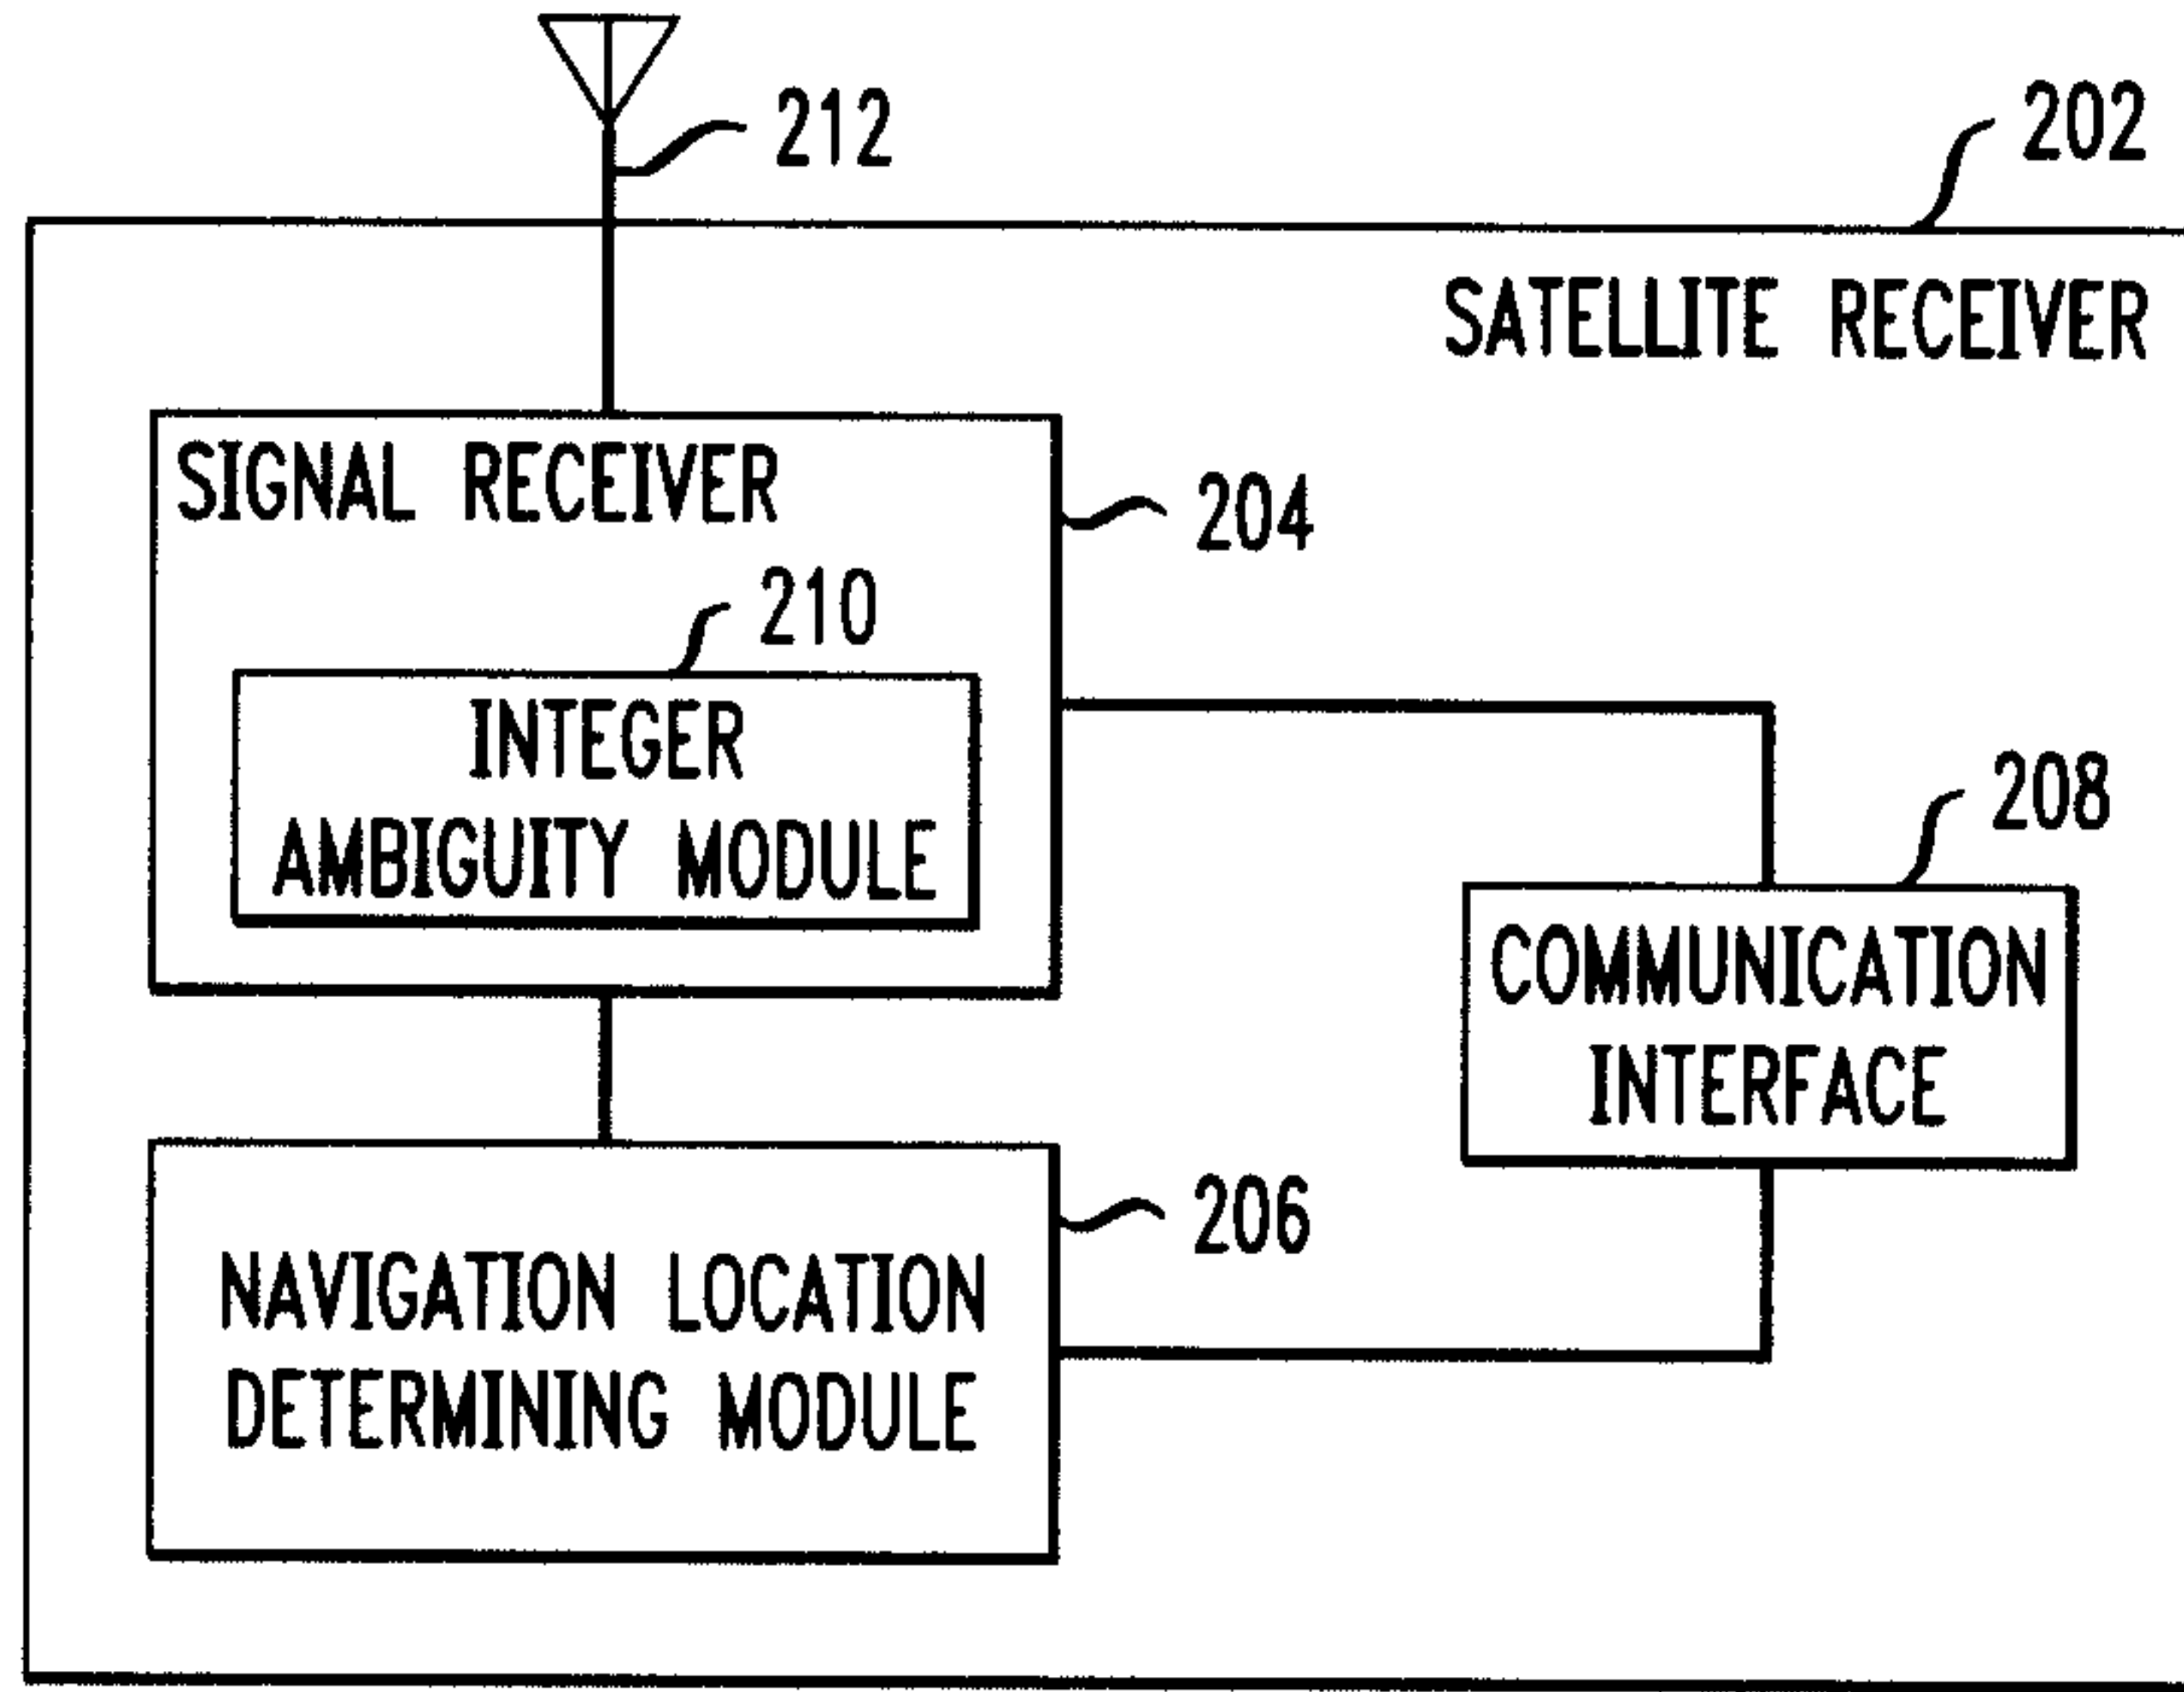 212
202
SATELLITE RECEIVER
SIGNAL RECEIVER
204
210
INTEGER
AMBIGUITY MODULE
208
COMMUNICATION
INTERFACE
206
NAVIGATION LOCATION
DETERMINING MODULE